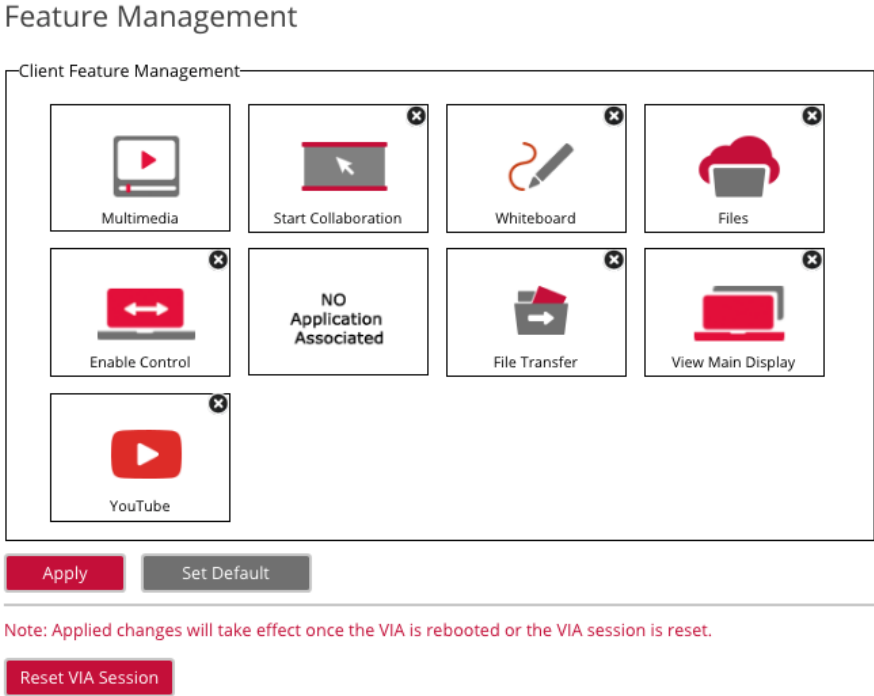 Feature Management
Client Feature Management
Multimedia
Start Collaboration
Whiteboard
Files
Enable Control
NO
Application
Associated
File Transfer
View Main Display
YouTube
Apply
Set Default
Note: Applied changes will take effect once the VIA is rebooted or the VIA session is reset.
Reset VIA Session